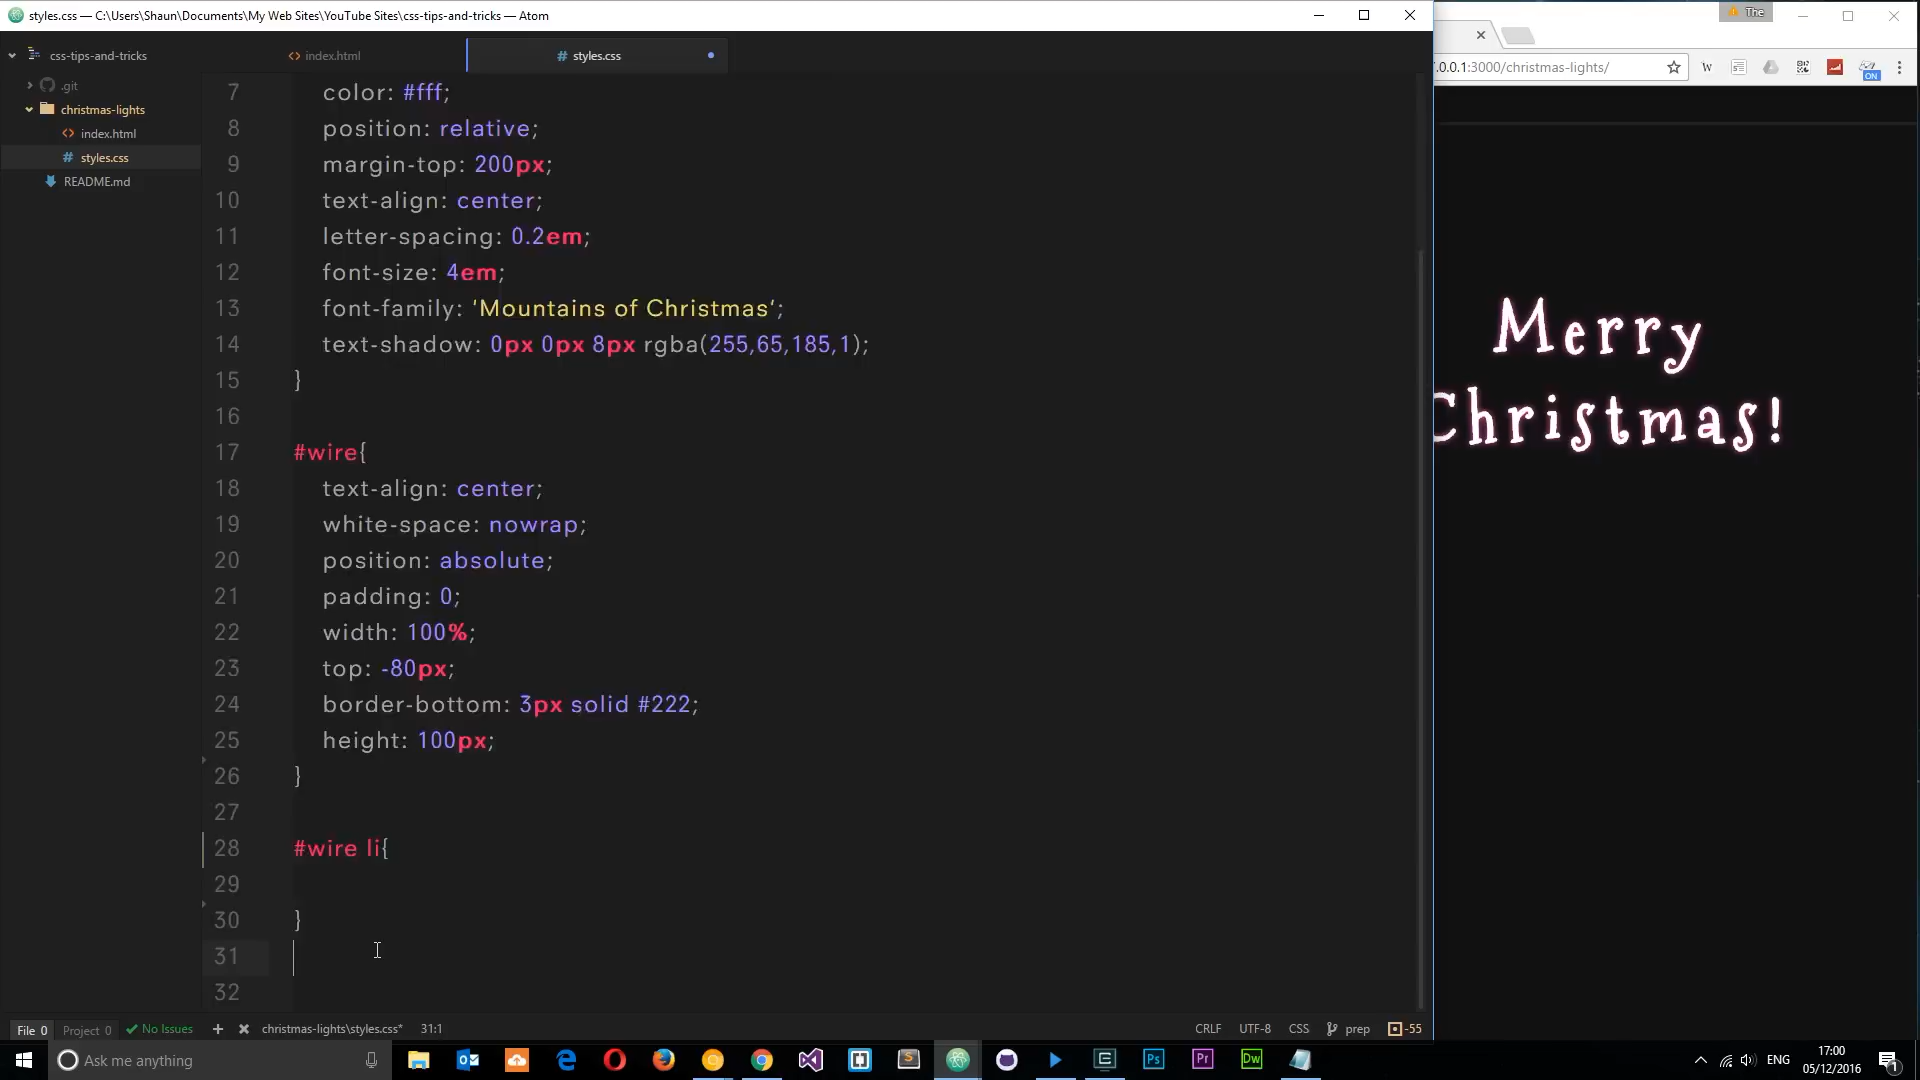 styles.css — C:\Users\Shaun\Documents\My Web Sites\YouTube Sites\css-tips-and-tricks — Atom
The
css-tips-and-tricks
index.html
styles.css
.0.0.1:3000/christmas-lights/
W
ON
.git
christmas-lights
index.html
styles.css
README.md
7 color: #fff;
8 position: relative;
9 margin-top: 200px;
10 text-align: center;
11 letter-spacing: 0.2em;
12 font-size: 4em;
13 font-family: 'Mountains of Christmas';
14 text-shadow: 0px 0px 8px rgba(255,65,185,1);
15 }
16
17 #wire{
18 text-align: center;
19 white-space: nowrap;
20 position: absolute;
21 padding: 0;
22 width: 100%;
23 top: -80px;
24 border-bottom: 3px solid #222;
25 height: 100px;
26 }
27
28 #wire li{
29
30 }
31
32
Merry
Christmas!
File 0 Project 0 No Issues christmas-lights\styles.css* 31:1
CRLF UTF-8 CSS prep -55
Ask me anything
Ps
Pr
Dw
ENG
17:00
05/12/2016
1